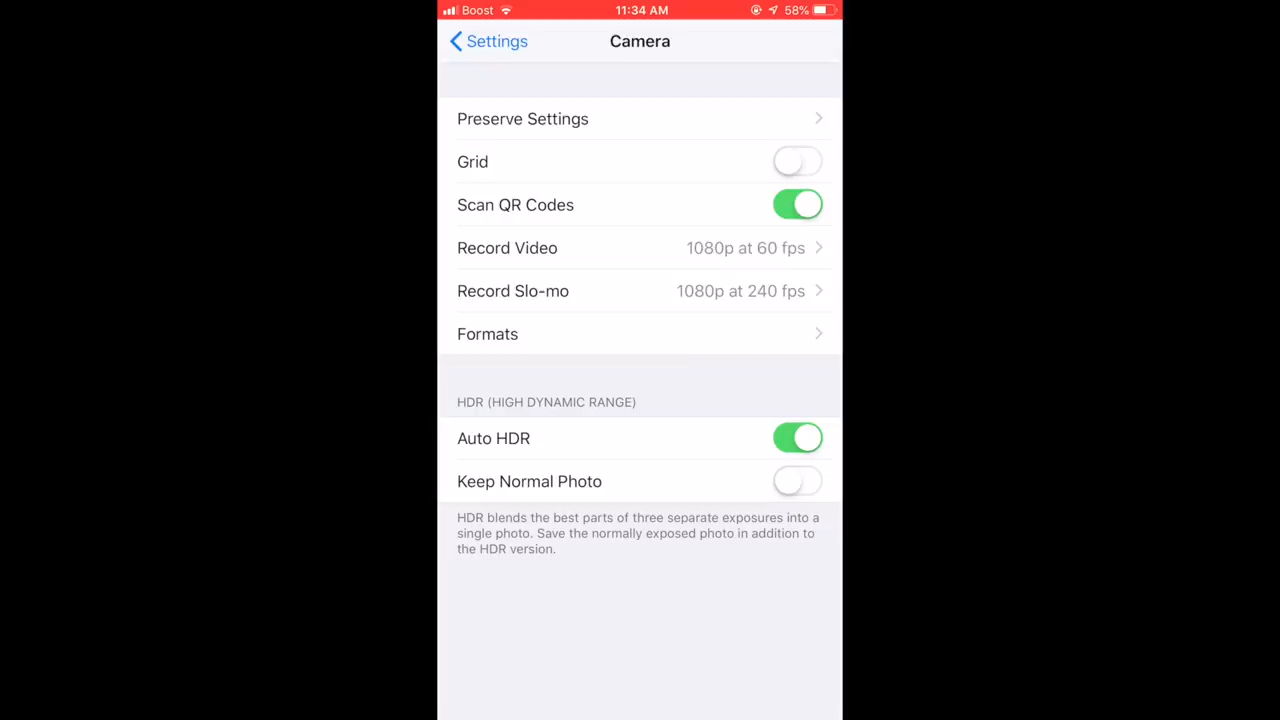 Boost 11:34 AM 58%
Settings Camera
Preserve Settings
Grid
Scan QR Codes
Record Video 1080p at 60 fps
Record Slo-mo 1080p at 240 fps
Formats
HDR (HIGH DYNAMIC RANGE)
Auto HDR
Keep Normal Photo
HDR blends the best parts of three separate exposures into a
single photo. Save the normally exposed photo in addition to
the HDR version.